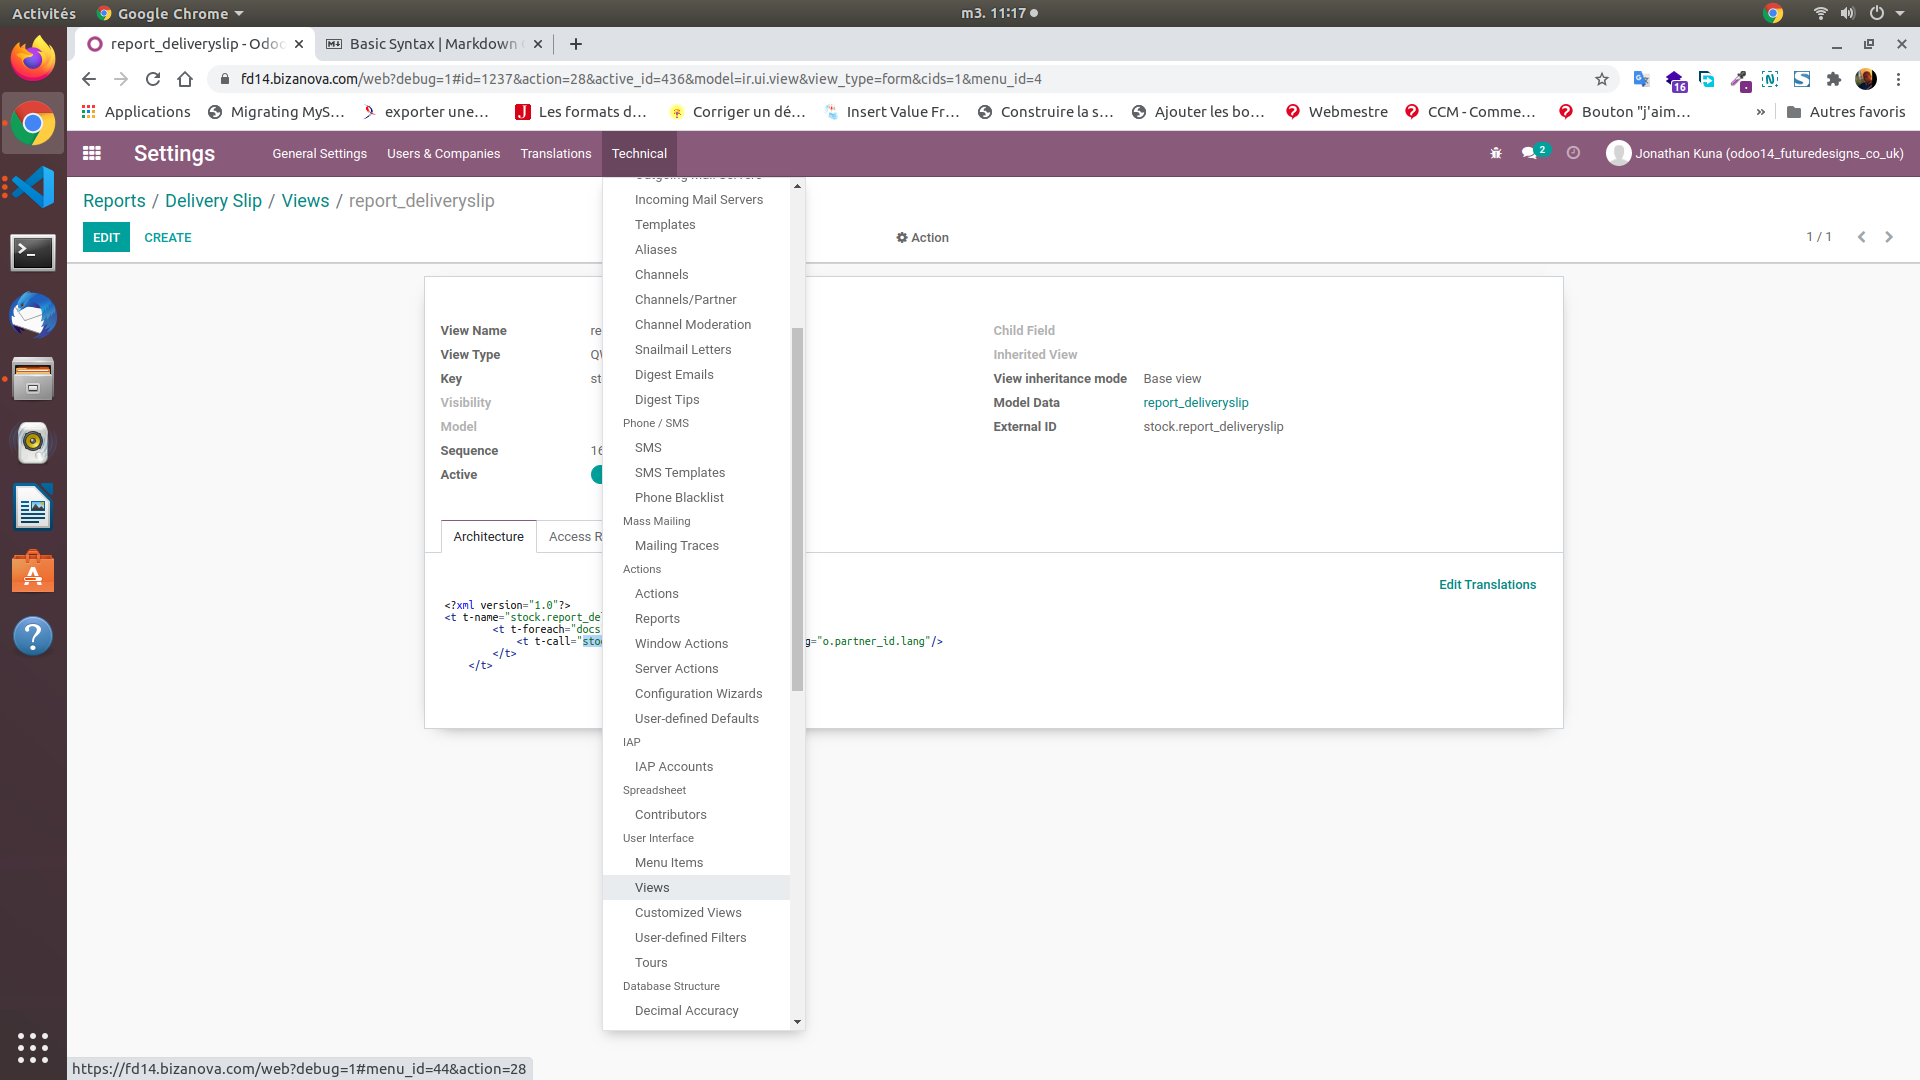 Activités
Google Chrome
m3. 11:17
report_deliveryslip - Odoo
Basic Syntax | Markdown
fd14.bizanova.com/web?debug=1#id=1237&action=28&active_id=436&model=ir.ui.view&view_type=form&cids=1&menu_id=4
16
Applications
Migrating MyS…
exporter une…
Les formats d…
Corriger un dé…
Insert Value Fr…
Construire la s…
Ajouter les bo…
Webmestre
CCM - Comme…
Bouton "j'aim…
»
Autres favoris
Settings
General Settings
Users & Companies
Translations
Technical
2
Jonathan Kuna (odoo14_futuredesigns_co_uk)
Reports / Delivery Slip / Views / report_deliveryslip
EDIT
CREATE
Action
1 / 1
Outgoing Mail Servers
Incoming Mail Servers
Templates
Aliases
Channels
Channels/Partner
Channel Moderation
Snailmail Letters
Digest Emails
Digest Tips
Phone / SMS
SMS
SMS Templates
Phone Blacklist
Mass Mailing
Mailing Traces
Actions
Actions
Reports
Window Actions
Server Actions
Configuration Wizards
User-defined Defaults
IAP
IAP Accounts
Spreadsheet
Contributors
User Interface
Menu Items
Views
Customized Views
User-defined Filters
Tours
Database Structure
Decimal Accuracy
View Name
re
View Type
Key
st
Visibility
Model
Sequence
16
Active
Child Field
Inherited View
View inheritance mode
Base view
Model Data
report_deliveryslip
External ID
stock.report_deliveryslip
Architecture
Access R
Edit Translations
<?xml version="1.0"?>
<t t-name="stock.report_del
<t t-foreach="docs
<t t-call="sto
g="o.partner_id.lang"/>
</t>
</t>
https://fd14.bizanova.com/web?debug=1#menu_id=44&action=28